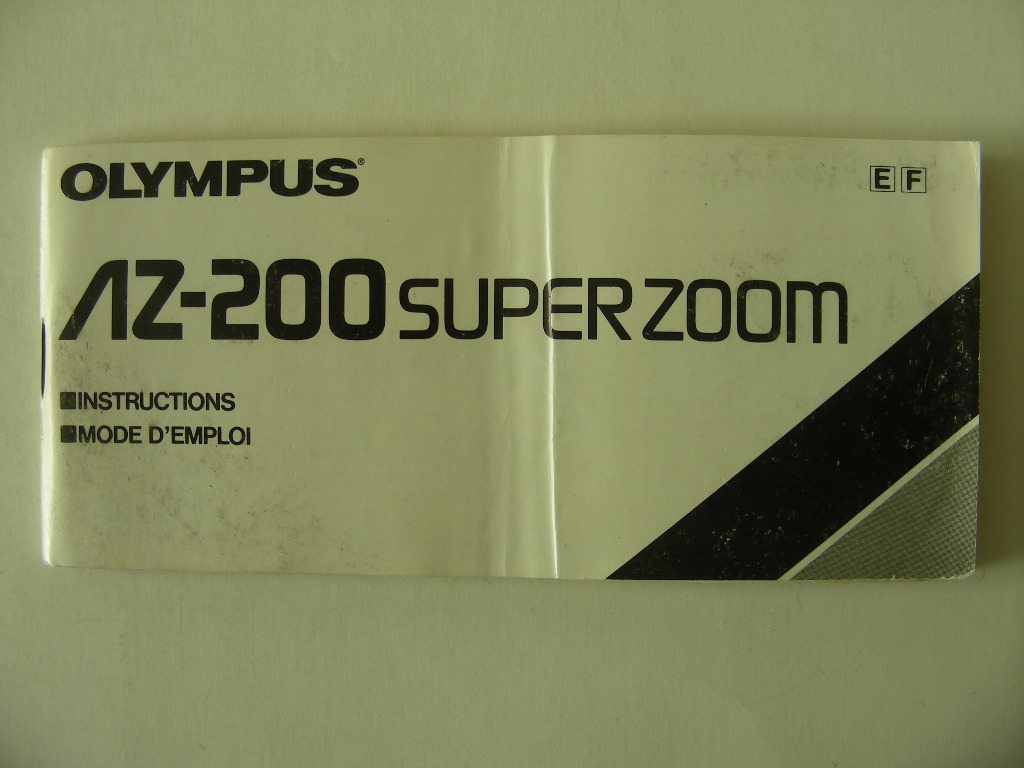 OLYMPUS®
E F
AZ-200 SUPERZOOM
INSTRUCTIONS
MODE D'EMPLOI